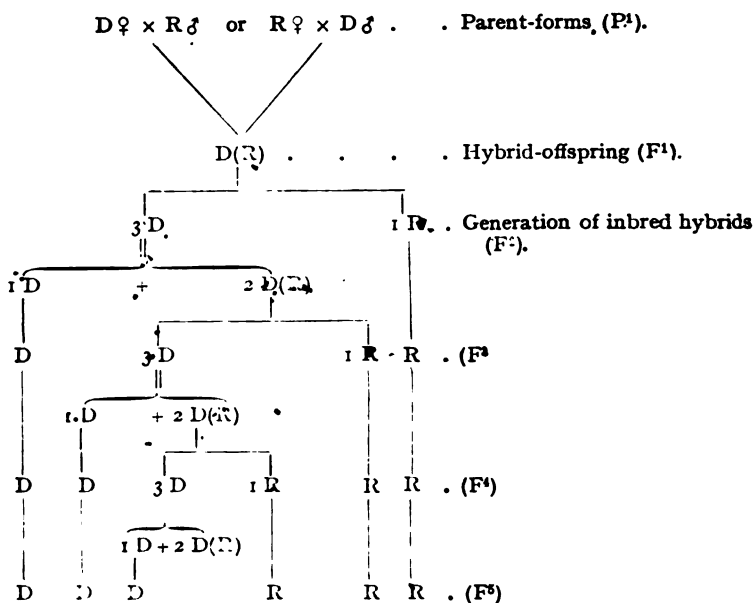 D♀ × R♂ or R♀ × D♂ . . Parent-forms, (P¹).
D(R) . . . . Hybrid-offspring (F¹).
3 D 1 R . . Generation of inbred hybrids
(F²).
1 D + 2 D(R)
D 3 D 1 R R . (F³
1 D + 2 D(R)
D D 3 D 1 R R R . (F⁴)
1 D + 2 D(R)
D D D R R R . (F⁵)